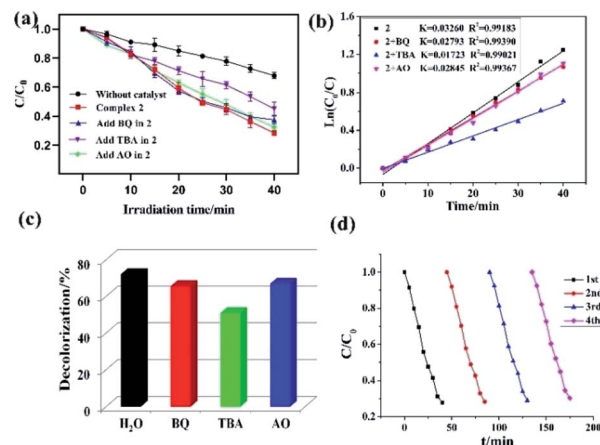 (a)
C/C0
1.0
0.8
0.6
0.4
0.2
Without catalyst
Complex 2
Add BQ in 2
Add TBA in 2
Add AO in 2
0 10 20 30 40
Irradiation time/min
(b)
Ln(C0/C)
1.6
1.2
0.8
0.4
0.0
2 K=0.03260 R²=0.99183
2+BQ K=0.02793 R²=0.99390
2+TBA K=0.01723 R²=0.99021
2+AO K=0.02845 R²=0.99367
0 10 20 30 40
Time/min
(c)
Decolorization/%
80
60
40
20
0
H2O BQ TBA AO
(d)
C/C0
1.0
0.8
0.6
0.4
0.2
1st
2nd
3rd
4th
0 50 100 150 200
t/min